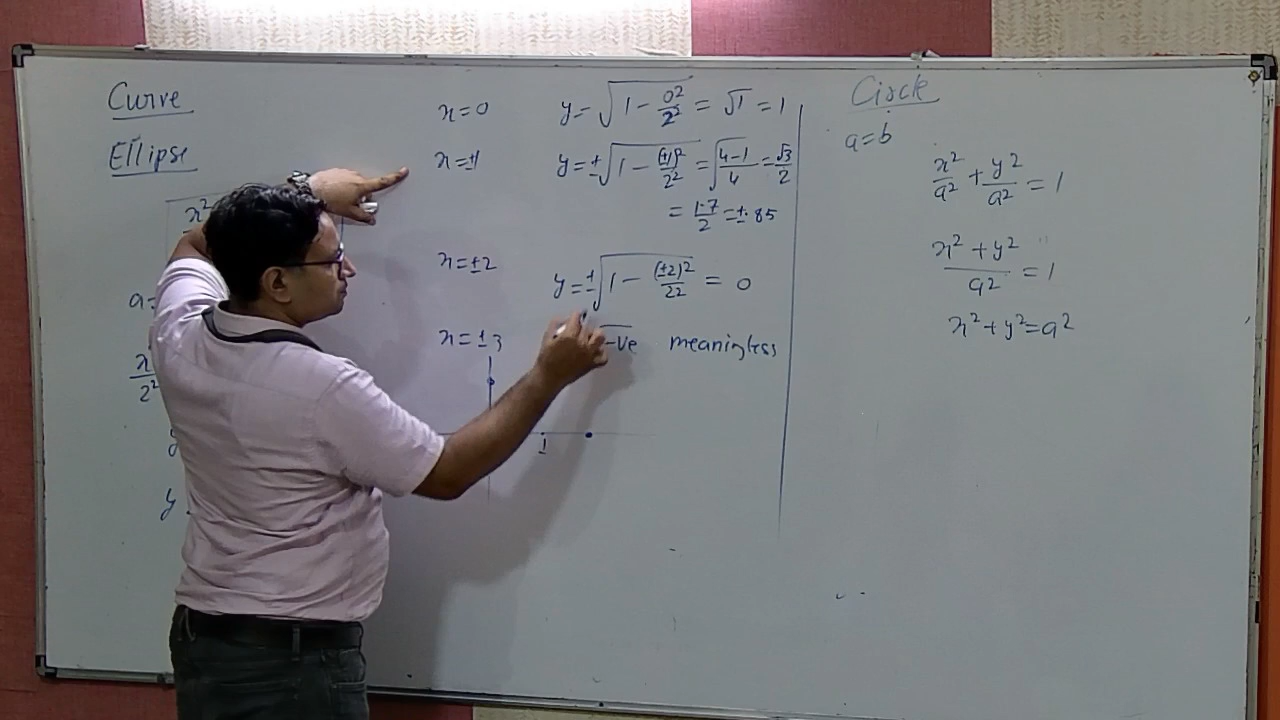 Curve
Ellipse
x²
a=
x
2²
y
x=0 y=√(1-0²/2²) = √1 = 1
x=±1 y=±√(1-(±1)²/2²) = √((4-1)/4) = √3/2
= 1.7/2 = ±.85
x=±2 y=±√(1-(±2)²/22) = 0
x=±3 -ve meaningless
1
Circle
a=b
x²/a² + y²/a² = 1
(x²+y²)/a² = 1
x²+y²=a²